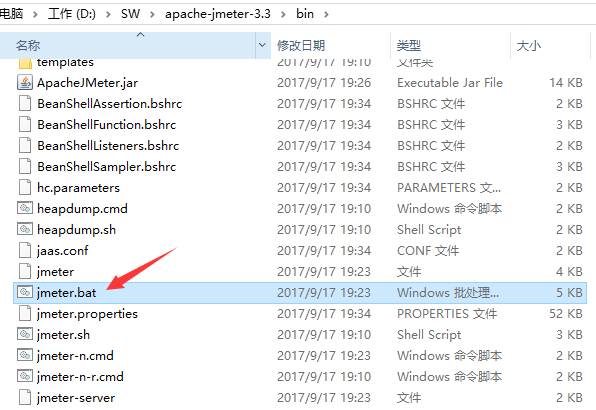 电脑 › 工作 (D:) › SW › apache-jmeter-3.3 › bin ›
名称 修改日期 类型 大小
templates 2017/9/17 19:10 文件夹
ApacheJMeter.jar 2017/9/17 19:26 Executable Jar File 14 KB
BeanShellAssertion.bshrc 2017/9/17 19:34 BSHRC 文件 2 KB
BeanShellFunction.bshrc 2017/9/17 19:34 BSHRC 文件 3 KB
BeanShellListeners.bshrc 2017/9/17 19:34 BSHRC 文件 2 KB
BeanShellSampler.bshrc 2017/9/17 19:34 BSHRC 文件 3 KB
hc.parameters 2017/9/17 19:34 PARAMETERS 文... 2 KB
heapdump.cmd 2017/9/17 19:10 Windows 命令脚本 2 KB
heapdump.sh 2017/9/17 19:10 Shell Script 2 KB
jaas.conf 2017/9/17 19:34 CONF 文件 2 KB
jmeter 2017/9/17 19:23 文件 4 KB
jmeter.bat 2017/9/17 19:23 Windows 批处理... 5 KB
jmeter.properties 2017/9/17 19:34 PROPERTIES 文件 52 KB
jmeter.sh 2017/9/17 19:10 Shell Script 3 KB
jmeter-n.cmd 2017/9/17 19:23 Windows 命令脚本 2 KB
jmeter-n-r.cmd 2017/9/17 19:10 Windows 命令脚本 2 KB
jmeter-server 2017/9/17 19:23 文件 2 KB